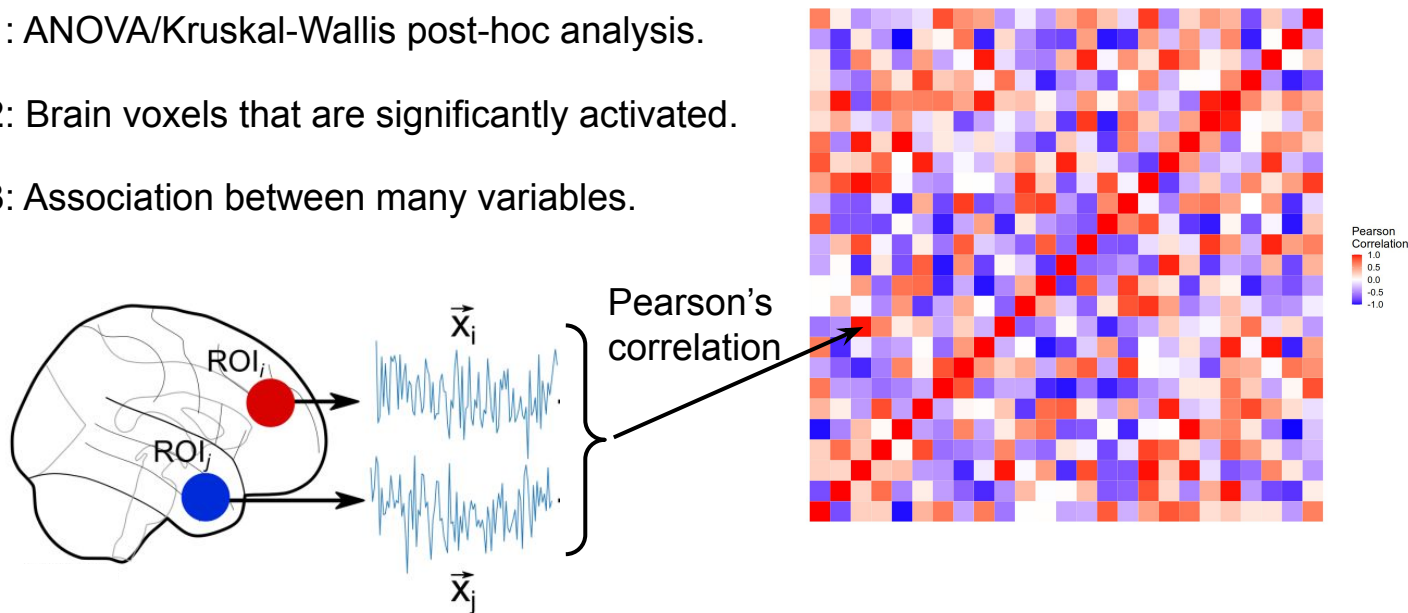 : ANOVA/Kruskal-Wallis post-hoc analysis.
2: Brain voxels that are significantly activated.
3: Association between many variables.
Pearson's
correlation
x⃗i
ROIi
ROIj
x⃗j
Pearson
Correlation
1.0
0.5
0.0
-0.5
-1.0